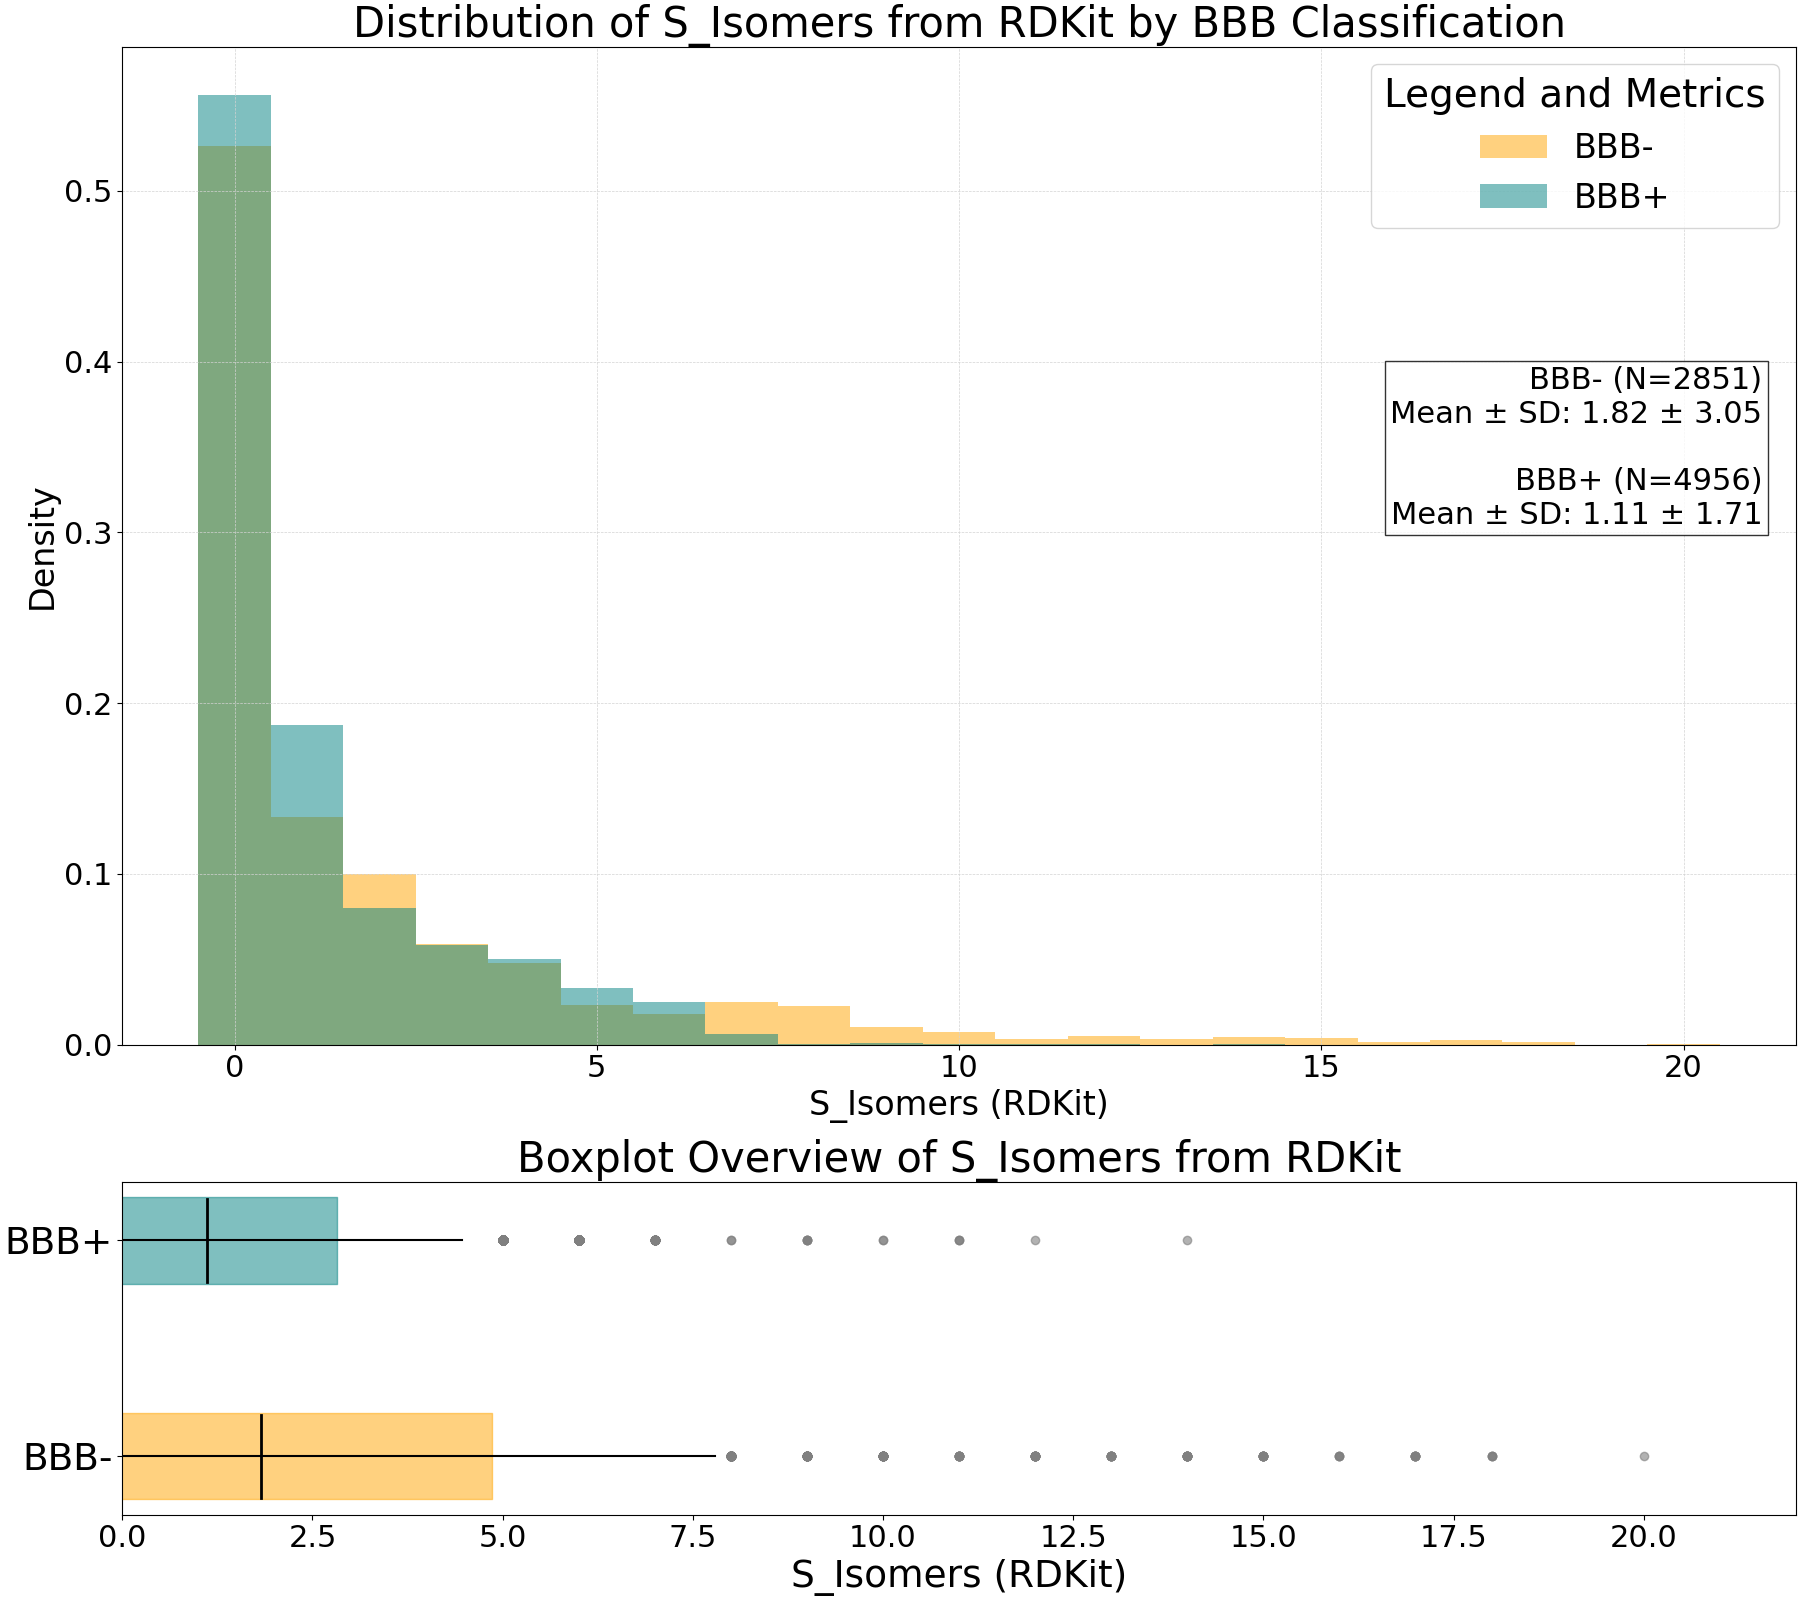 Distribution of S_Isomers from RDKit by BBB Classification
Legend and Metrics
BBB-
BBB+
BBB- (N=2851)
Mean ± SD: 1.82 ± 3.05
BBB+ (N=4956)
Mean ± SD: 1.11 ± 1.71
Density
0.5
0.4
0.3
0.2
0.1
0.0
0 5 10 15 20
S_Isomers (RDKit)
Boxplot Overview of S_Isomers from RDKit
BBB+
BBB-
0.0 2.5 5.0 7.5 10.0 12.5 15.0 17.5 20.0
S_Isomers (RDKit)